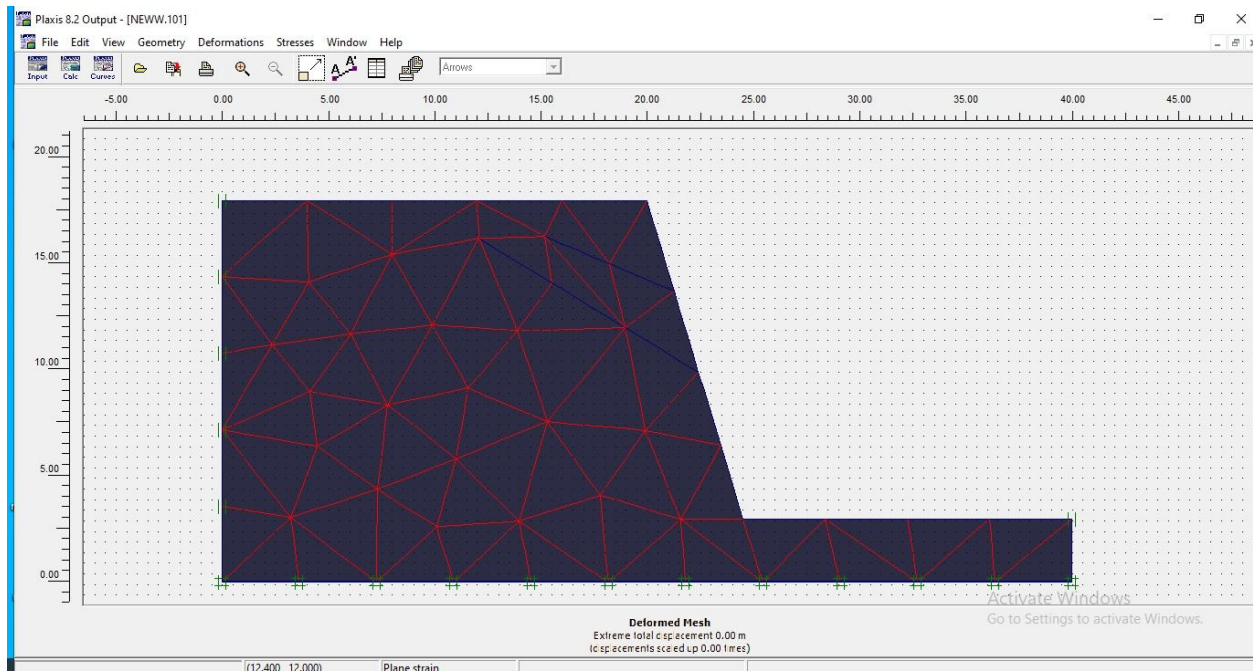 Plaxis 8.2 Output - [NEWW.101]
File Edit View Geometry Deformations Stresses Window Help
Input Calc Curves Arrows
-5.00 0.00 5.00 10.00 15.00 20.00 25.00 30.00 35.00 40.00 45.00
20.00
15.00
10.00
5.00
0.00
Activate Windows
Go to Settings to activate Windows.
Deformed Mesh
Extreme total displacement 0.00 m
(displacements scaled up 0.00 times)
(12.400 12.000) Plane strain